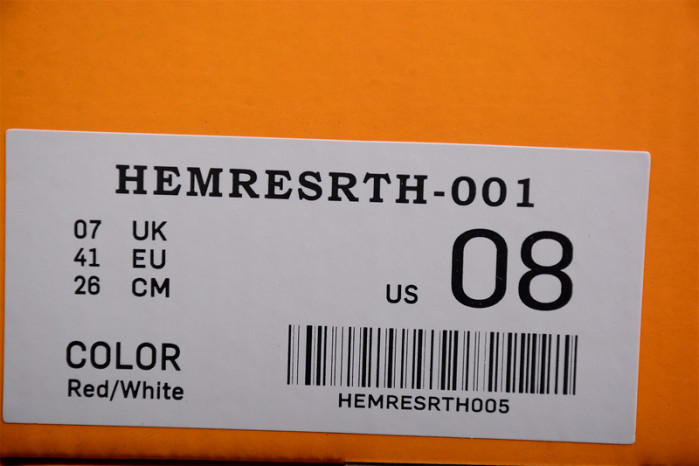 HEMRESRTH-001
07 UK
41 EU
26 CM
US 08
COLOR
Red/White
HEMRESRTH005